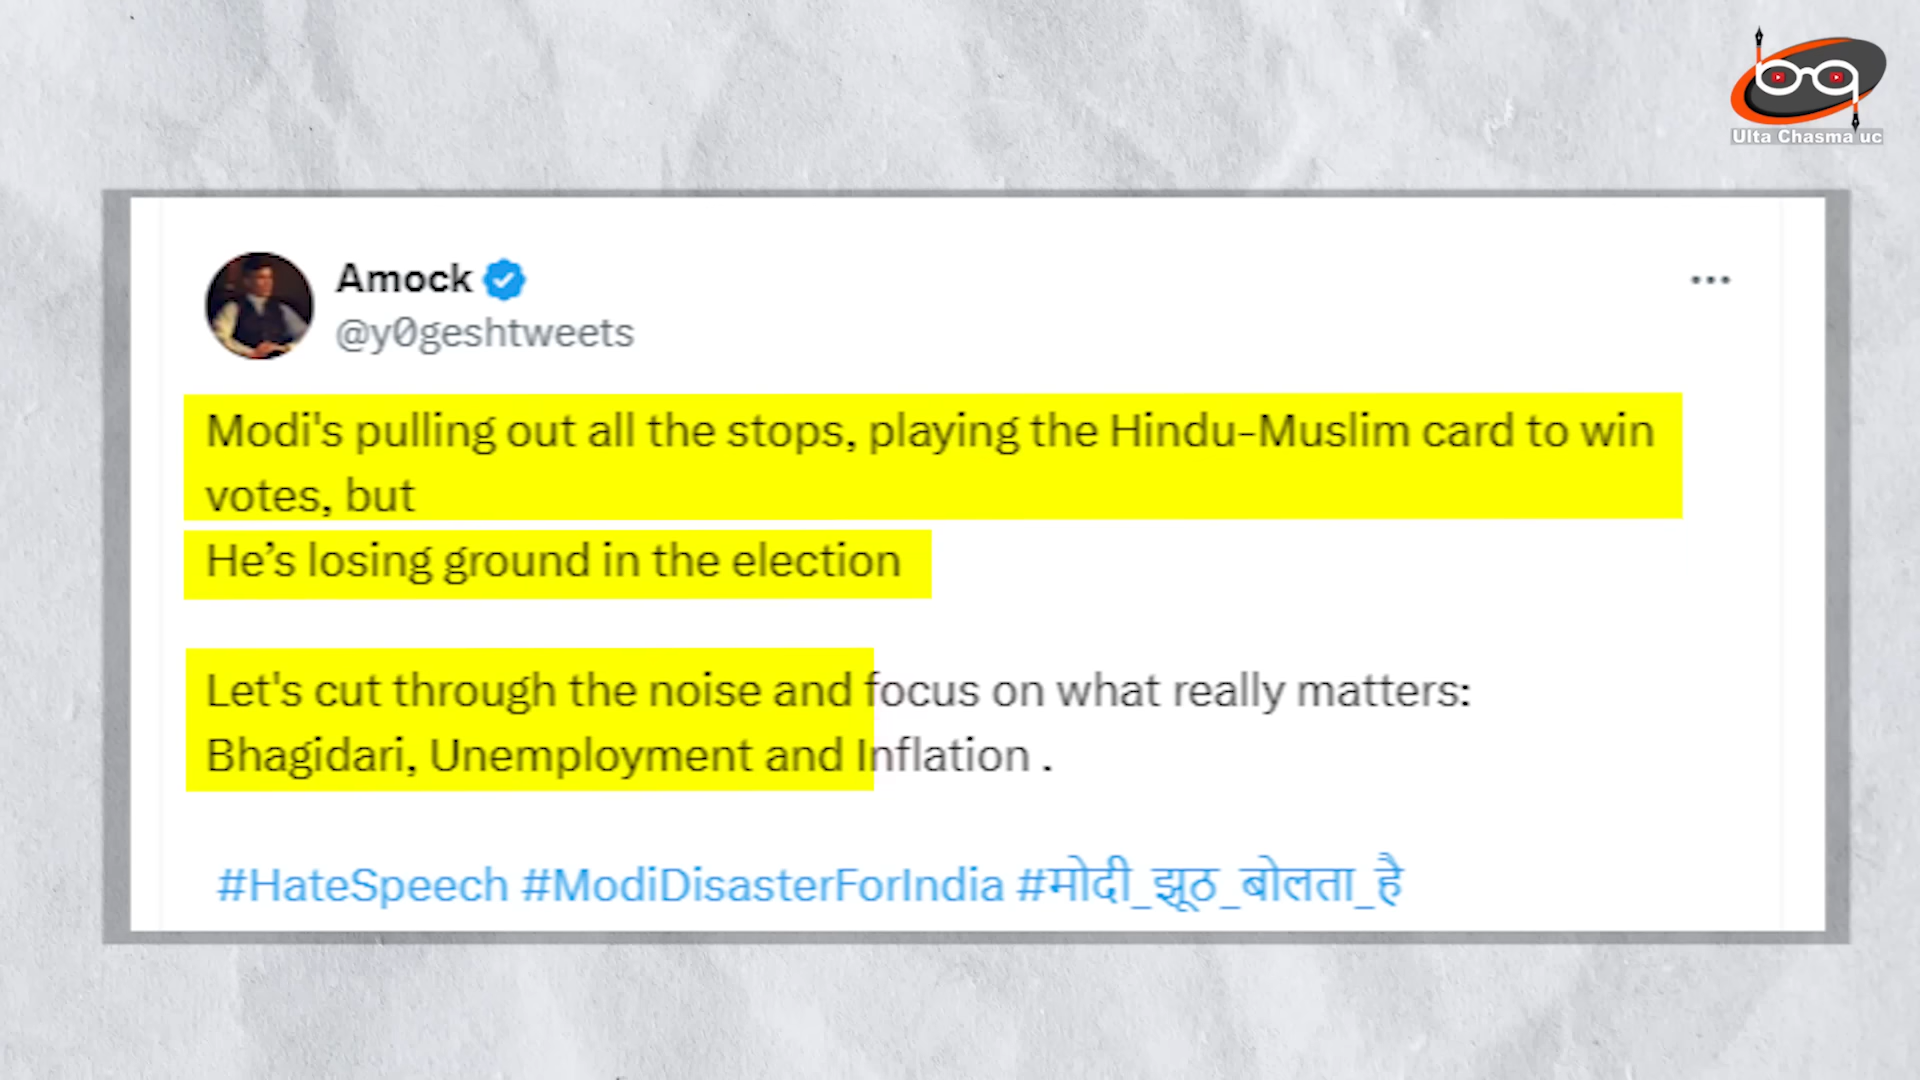 Ulta Chasma uc
Amock
@y0geshtweets
Modi's pulling out all the stops, playing the Hindu-Muslim card to win
votes, but
He’s losing ground in the election
Let's cut through the noise and focus on what really matters:
Bhagidari, Unemployment and Inflation .
#HateSpeech #ModiDisasterForIndia #मोदी_झूठ_बोलता_है